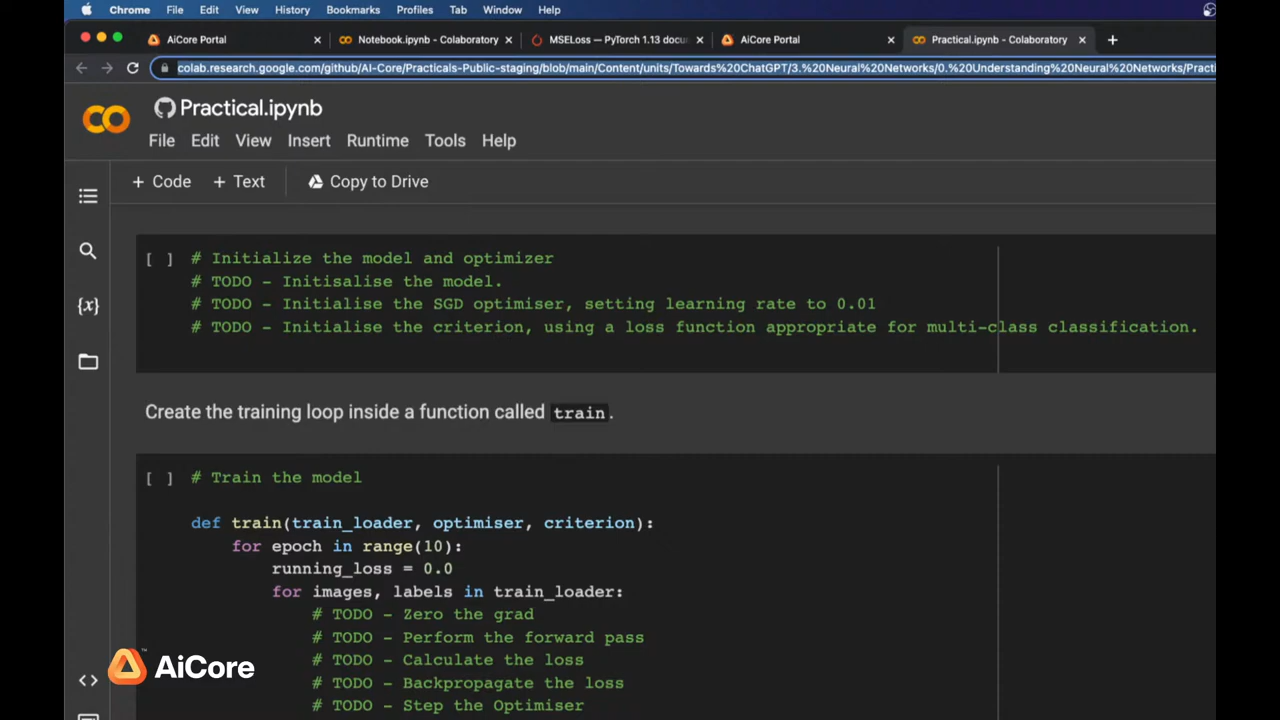 Chrome File Edit View History Bookmarks Profiles Tab Window Help
AiCore Portal Notebook.ipynb - Colaboratory MSELoss — PyTorch 1.13 docu AiCore Portal Practical.ipynb - Colaboratory
colab.research.google.com/github/AI-Core/Practicals-Public-staging/blob/main/Content/units/Towards%20ChatGPT/3.%20Neural%20Networks/0.%20Understanding%20Neural%20Networks/Practi
Practical.ipynb
File Edit View Insert Runtime Tools Help
+ Code + Text Copy to Drive
[ ] # Initialize the model and optimizer
# TODO - Initisalise the model.
# TODO - Initialise the SGD optimiser, setting learning rate to 0.01
# TODO - Initialise the criterion, using a loss function appropriate for multi-class classification.
{x}
Create the training loop inside a function called train.
[ ] # Train the model
def train(train_loader, optimiser, criterion):
for epoch in range(10):
running_loss = 0.0
for images, labels in train_loader:
# TODO - Zero the grad
# TODO - Perform the forward pass
# TODO - Calculate the loss
# TODO - Backpropagate the loss
# TODO - Step the Optimiser
AiCore™